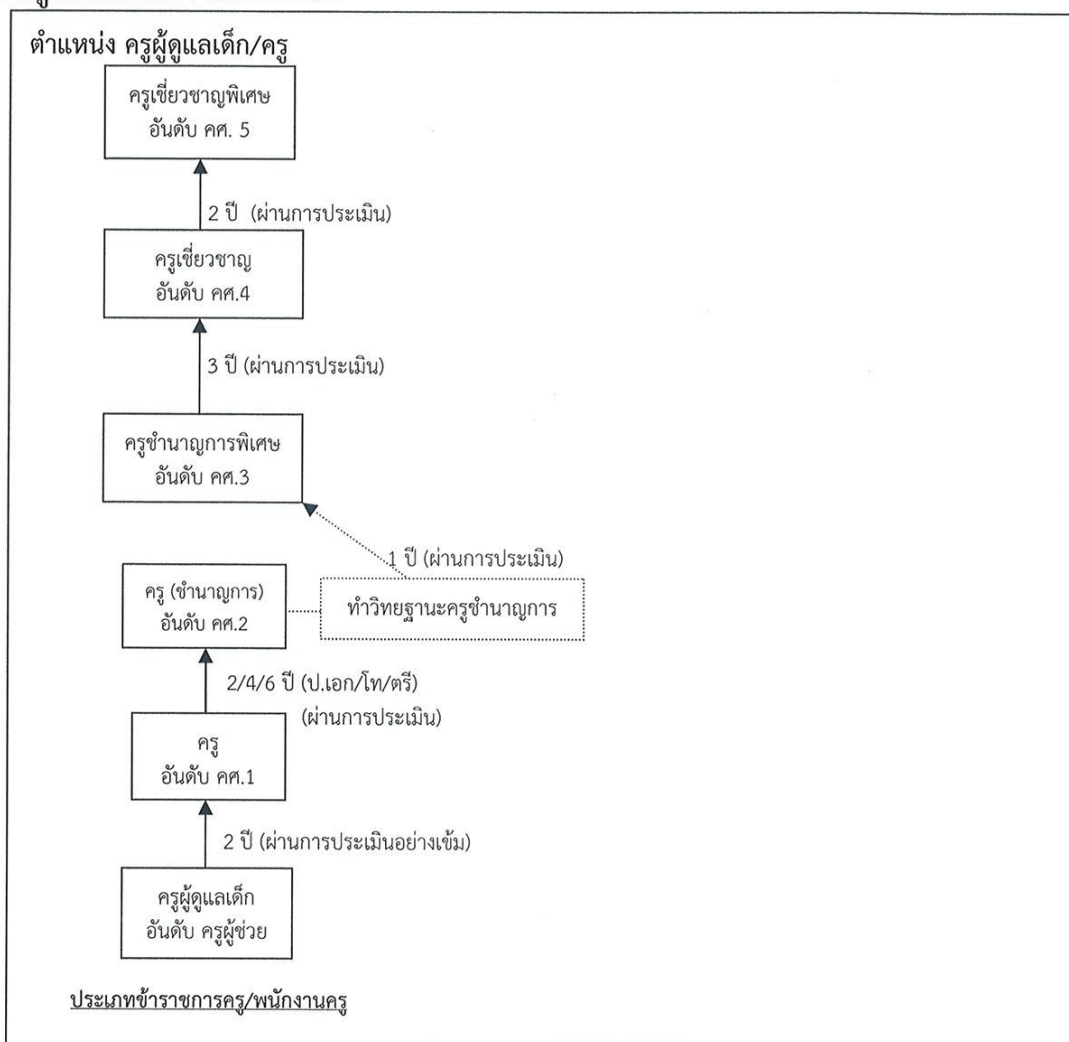 ตำแหน่ง ครูผู้ดูแลเด็ก/ครู
ครูเชี่ยวชาญพิเศษ
อันดับ คศ. 5
2 ปี (ผ่านการประเมิน)
ครูเชี่ยวชาญ
อันดับ คศ.4
3 ปี (ผ่านการประเมิน)
ครูชำนาญการพิเศษ
อันดับ คศ.3
1 ปี (ผ่านการประเมิน)
ครู (ชำนาญการ)
อันดับ คศ.2
ทำวิทยฐานะครูชำนาญการ
2/4/6 ปี (ป.เอก/โท/ตรี)
(ผ่านการประเมิน)
ครู
อันดับ คศ.1
2 ปี (ผ่านการประเมินอย่างเข้ม)
ครูผู้ดูแลเด็ก
อันดับ ครูผู้ช่วย
ประเภทข้าราชการครู/พนักงานครู